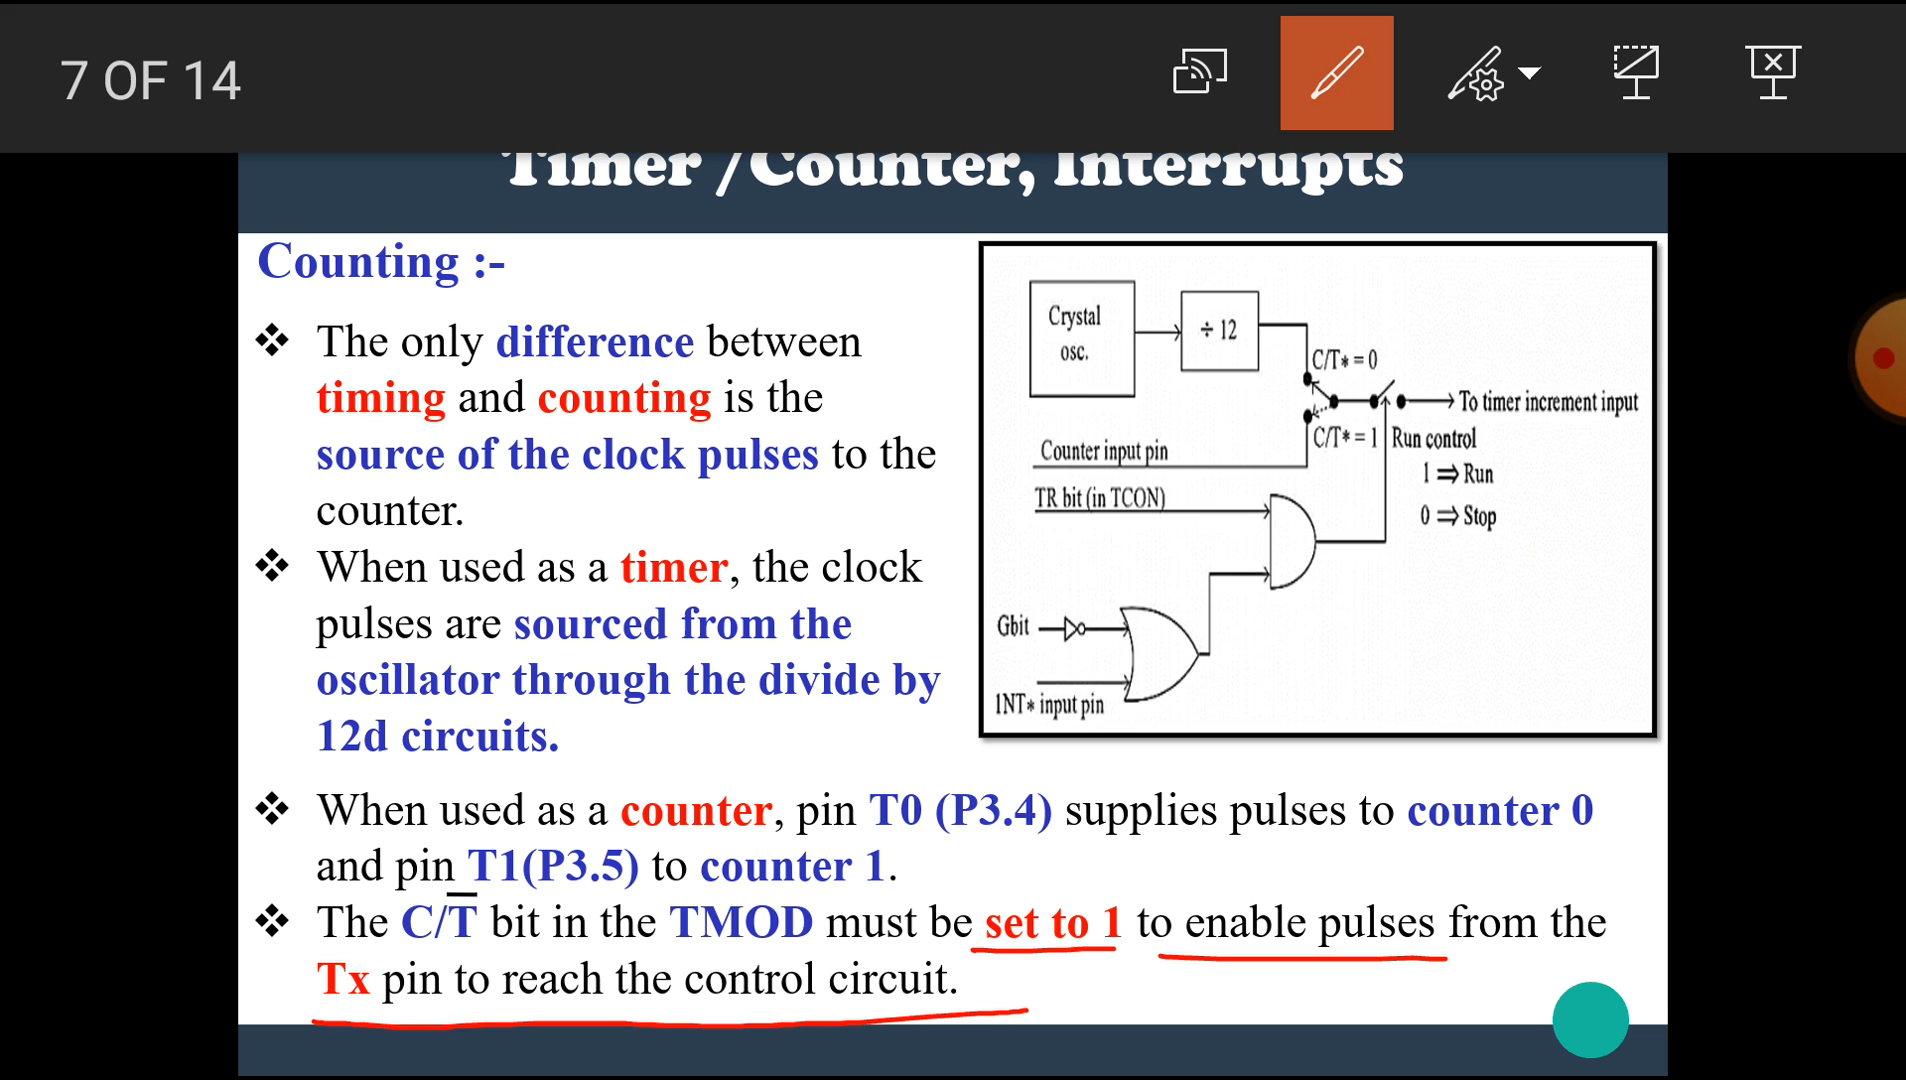 7 OF 14
Timer /Counter, Interrupts
Counting :-
❖ The only difference between
timing and counting is the
source of the clock pulses to the
counter.
❖ When used as a timer, the clock
pulses are sourced from the
oscillator through the divide by
12d circuits.
Crystal
osc.
÷ 12
C/T* = 0
To timer increment input
C/T* = 1
Run control
Counter input pin
1 ⇒ Run
TR bit (in TCON)
0 ⇒ Stop
Gbit
1NT* input pin
❖ When used as a counter, pin T0 (P3.4) supplies pulses to counter 0
and pin T1(P3.5) to counter 1.
❖ The C/T̅ bit in the TMOD must be set to 1 to enable pulses from the
Tx pin to reach the control circuit.